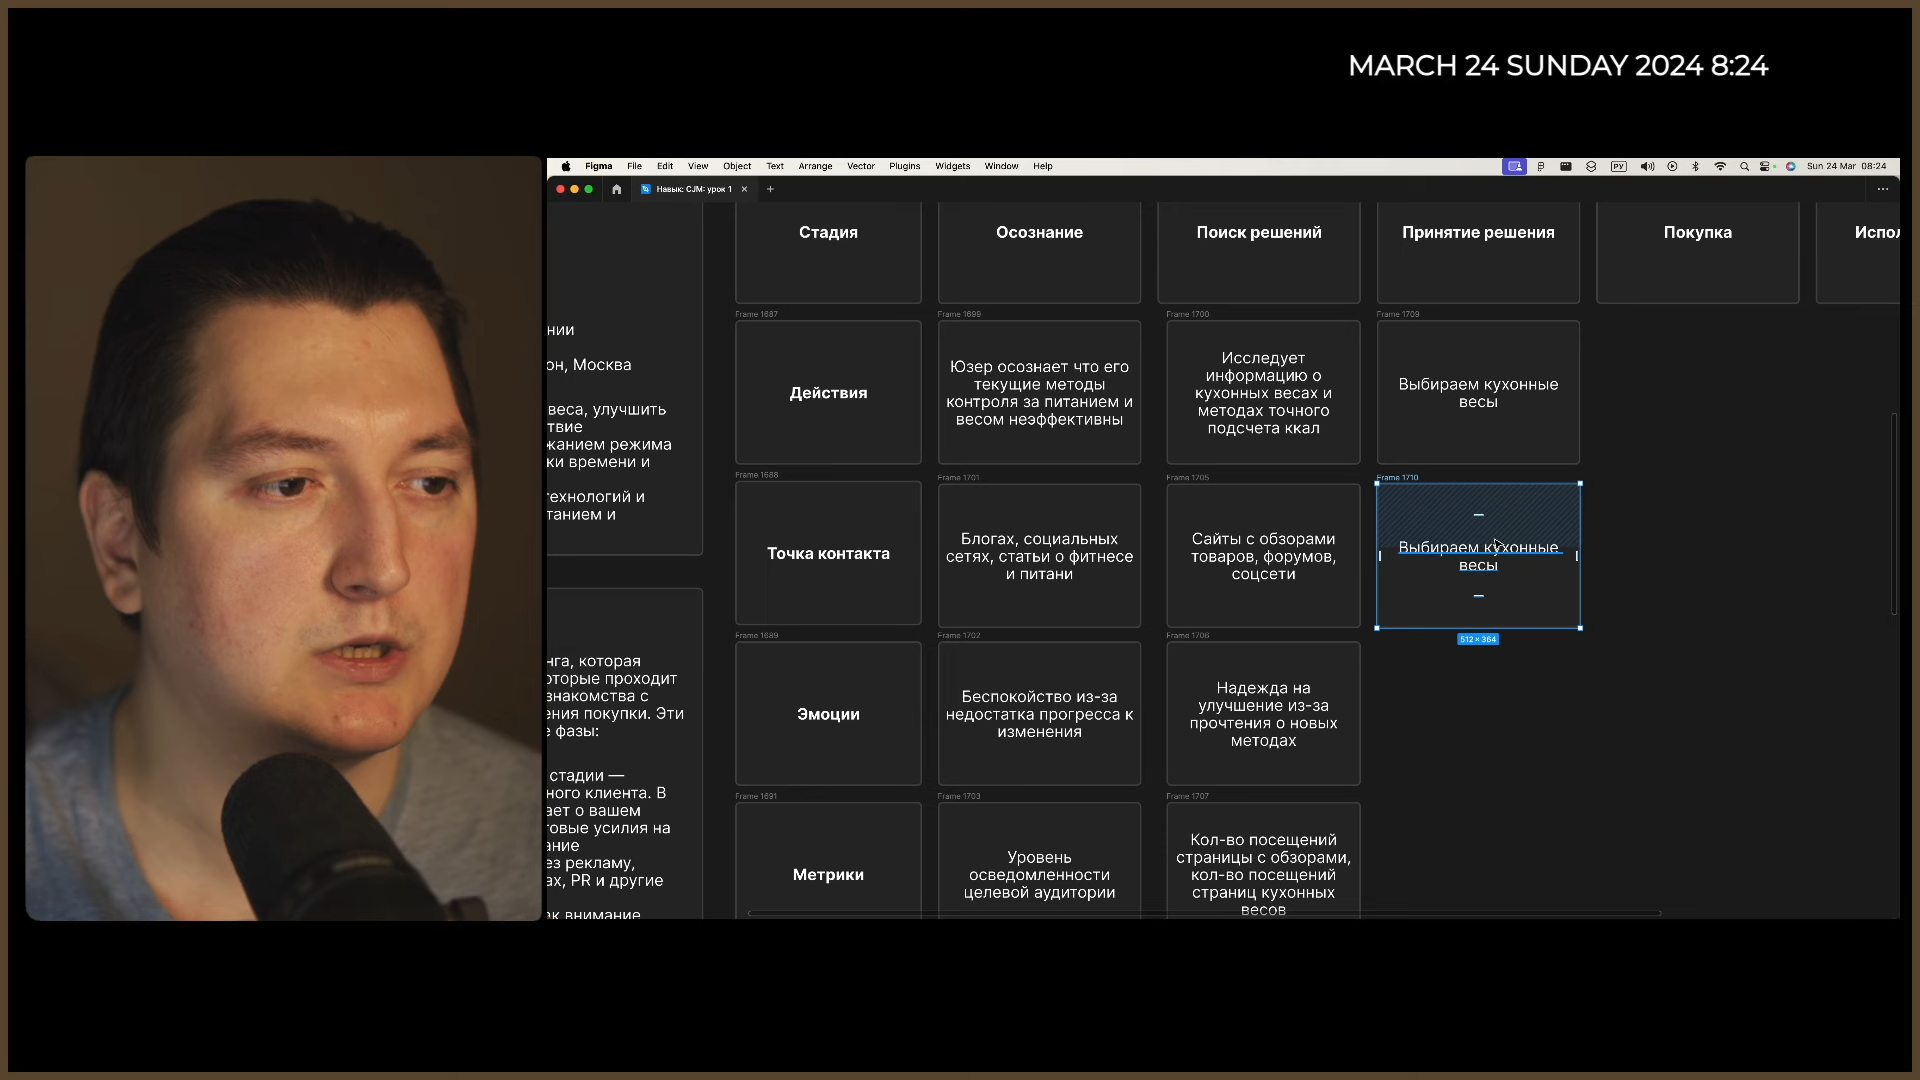 MARCH 24 SUNDAY 2024 8:24
Figma File Edit View Object Text Arrange Vector Plugins Widgets Window Help
РУ
Sun 24 Mar 08:24
Навык: CJM: урок 1
Стадия
Осознание
Поиск решений
Принятие решения
Покупка
Испол
нии
он, Москва
веса, улучшить
твие
жанием режима
ки времени и
технологий и
танием и
Frame 1687
Действия
Frame 1699
Юзер осознает что его
текущие методы
контроля за питанием и
весом неэффективны
Frame 1700
Исследует
информацию о
кухонных весах и
методах точного
подсчета ккал
Frame 1709
Выбираем кухонные
весы
Frame 1688
Точка контакта
Frame 1701
Блогах, социальных
сетях, статьи о фитнесе
и питани
Frame 1705
Сайты с обзорами
товаров, форумов,
соцсети
Frame 1710
Выбираем кухонные
весы
512 × 364
нга, которая
оторые проходит
знакомства с
ения покупки. Эти
е фазы:
стадии —
ного клиента. В
ает о вашем
говые усилия на
ание
ез рекламу,
ах, PR и другие
ак внимание
Frame 1689
Эмоции
Frame 1702
Беспокойство из-за
недостатка прогресса к
изменения
Frame 1706
Надежда на
улучшение из-за
прочтения о новых
методах
Frame 1691
Метрики
Frame 1703
Уровень
осведомленности
целевой аудитории
Frame 1707
Кол-во посещений
страницы с обзорами,
кол-во посещений
страниц кухонных
весов